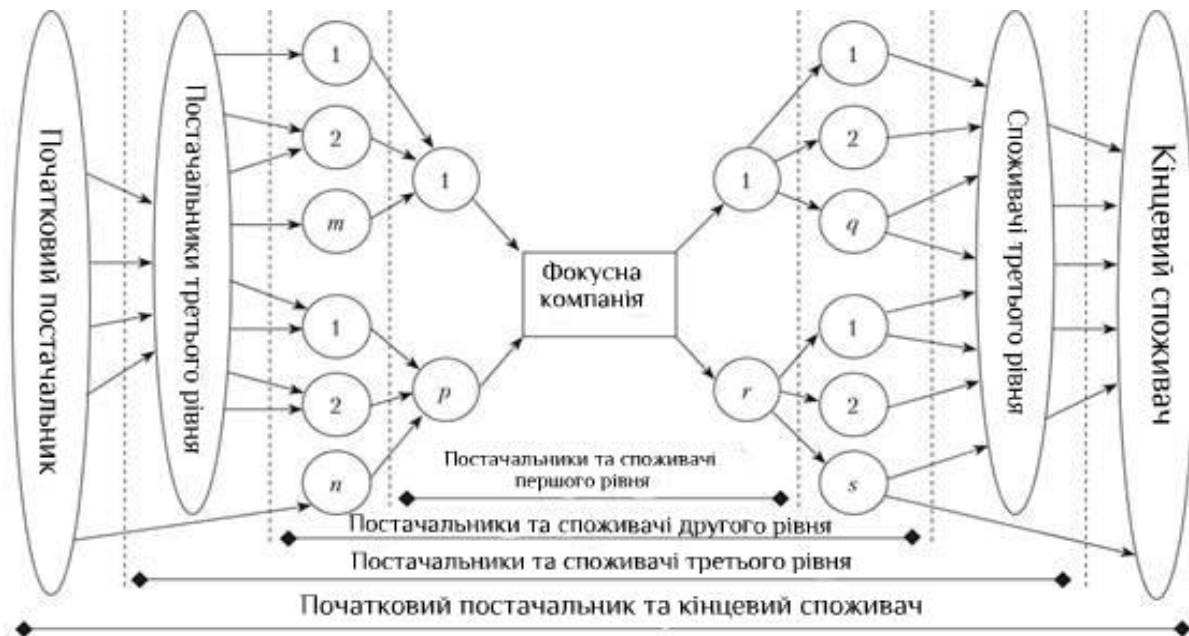 Початковий постачальник
Постачальники третього рівня
1
2
m
1
2
n
1
p
Фокусна
компанія
1
r
1
2
q
1
2
s
Споживачі третього рівня
Кінцевий споживач
Постачальники та споживачі
першого рівня
Постачальники та споживачі другого рівня
Постачальники та споживачі третього рівня
Початковий постачальник та кінцевий споживач